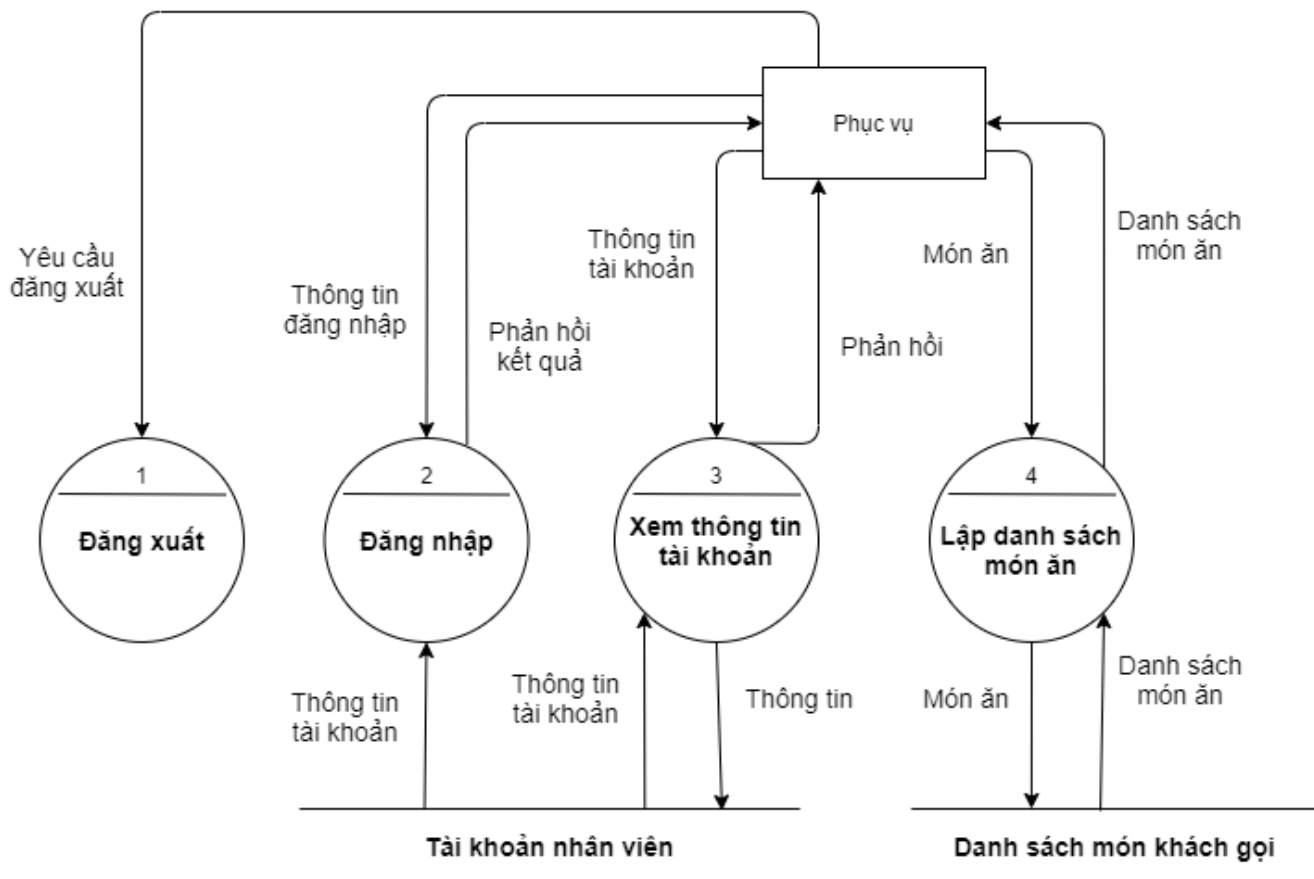 Phục vụ
Yêu cầu
đăng xuất
Thông tin
đăng nhập
Phản hồi
kết quả
Thông tin
tài khoản
Phản hồi
Món ăn
Danh sách
món ăn
1
Đăng xuất
2
Đăng nhập
3
Xem thông tin
tài khoản
4
Lập danh sách
món ăn
Thông tin
tài khoản
Thông tin
tài khoản
Thông tin
Món ăn
Danh sách
món ăn
Tài khoản nhân viên
Danh sách món khách gọi